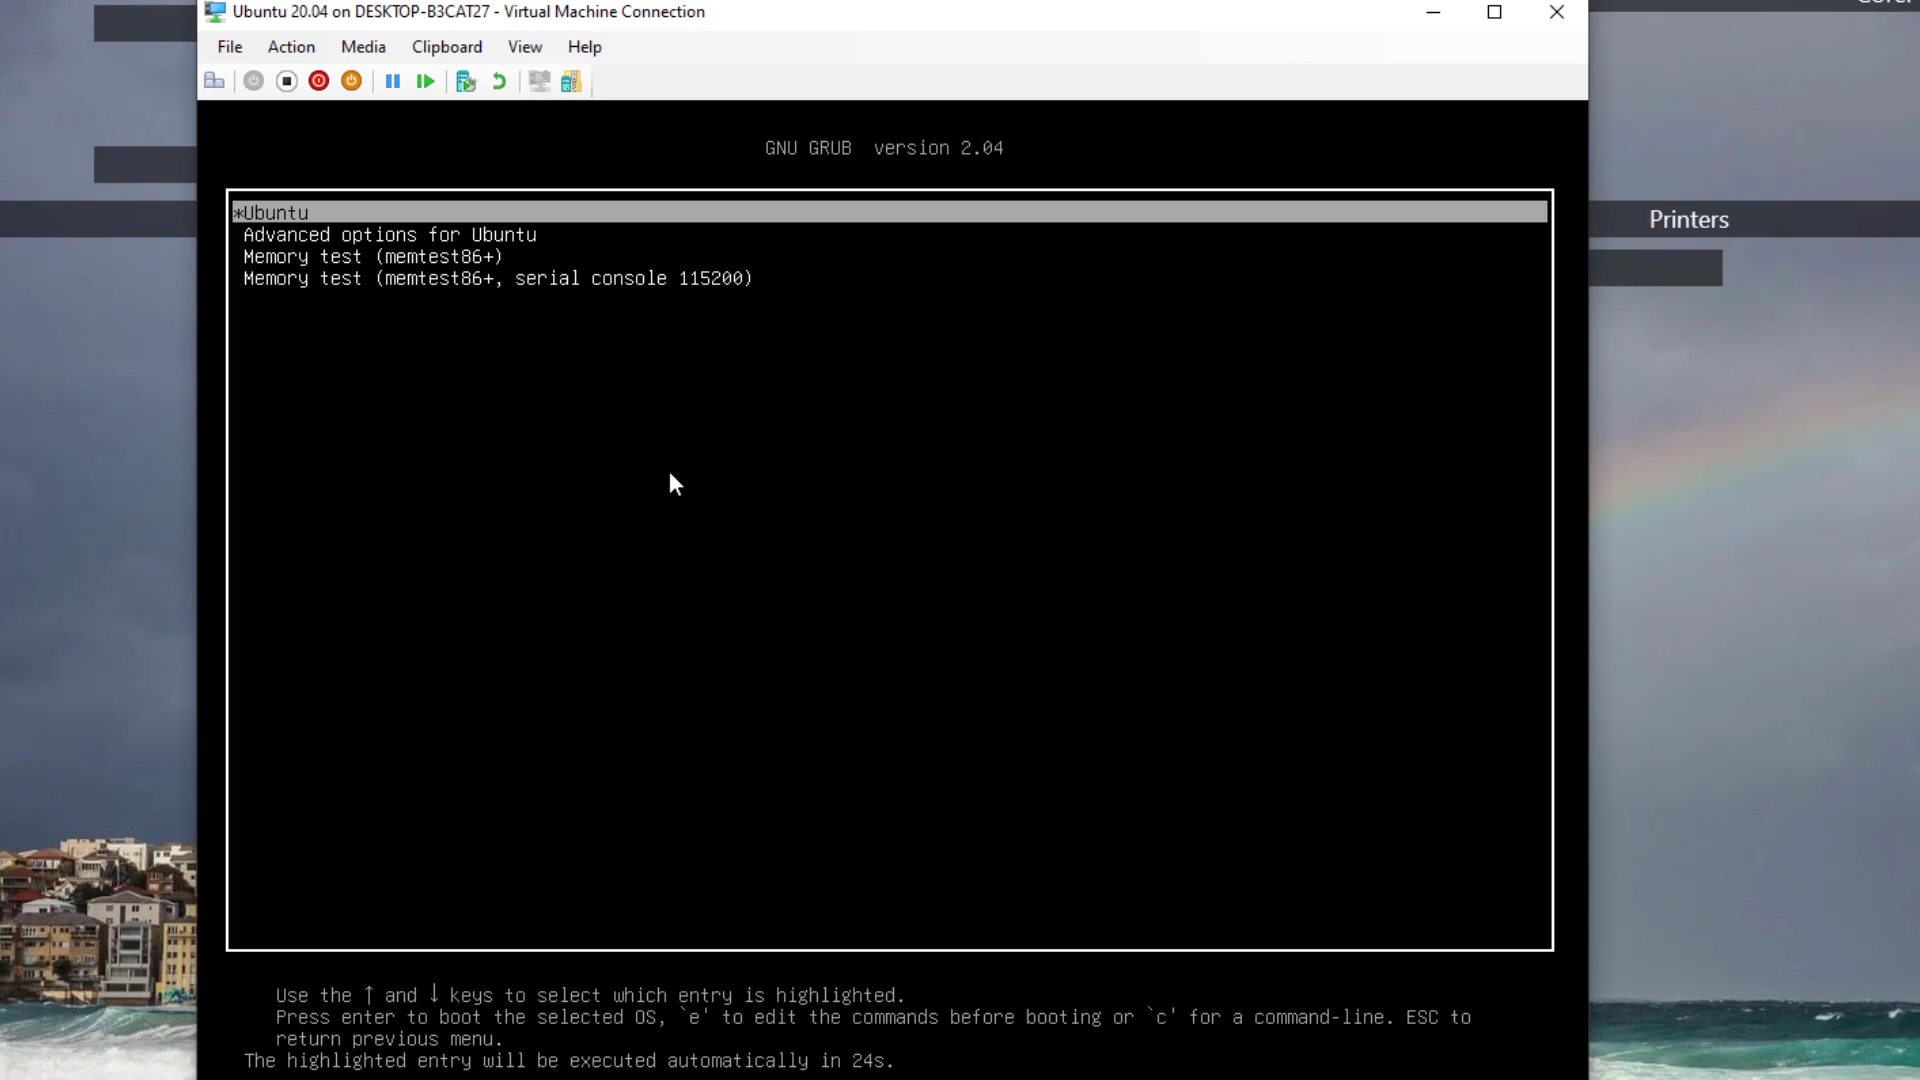 Ubuntu 20.04 on DESKTOP-B3CAT27 - Virtual Machine Connection
File Action Media Clipboard View Help
GNU GRUB version 2.04
*Ubuntu
Advanced options for Ubuntu
Memory test (memtest86+)
Memory test (memtest86+, serial console 115200)
Printers
Use the ↑ and ↓ keys to select which entry is highlighted.
Press enter to boot the selected OS, `e' to edit the commands before booting or `c' for a command-line. ESC to
return previous menu.
The highlighted entry will be executed automatically in 24s.